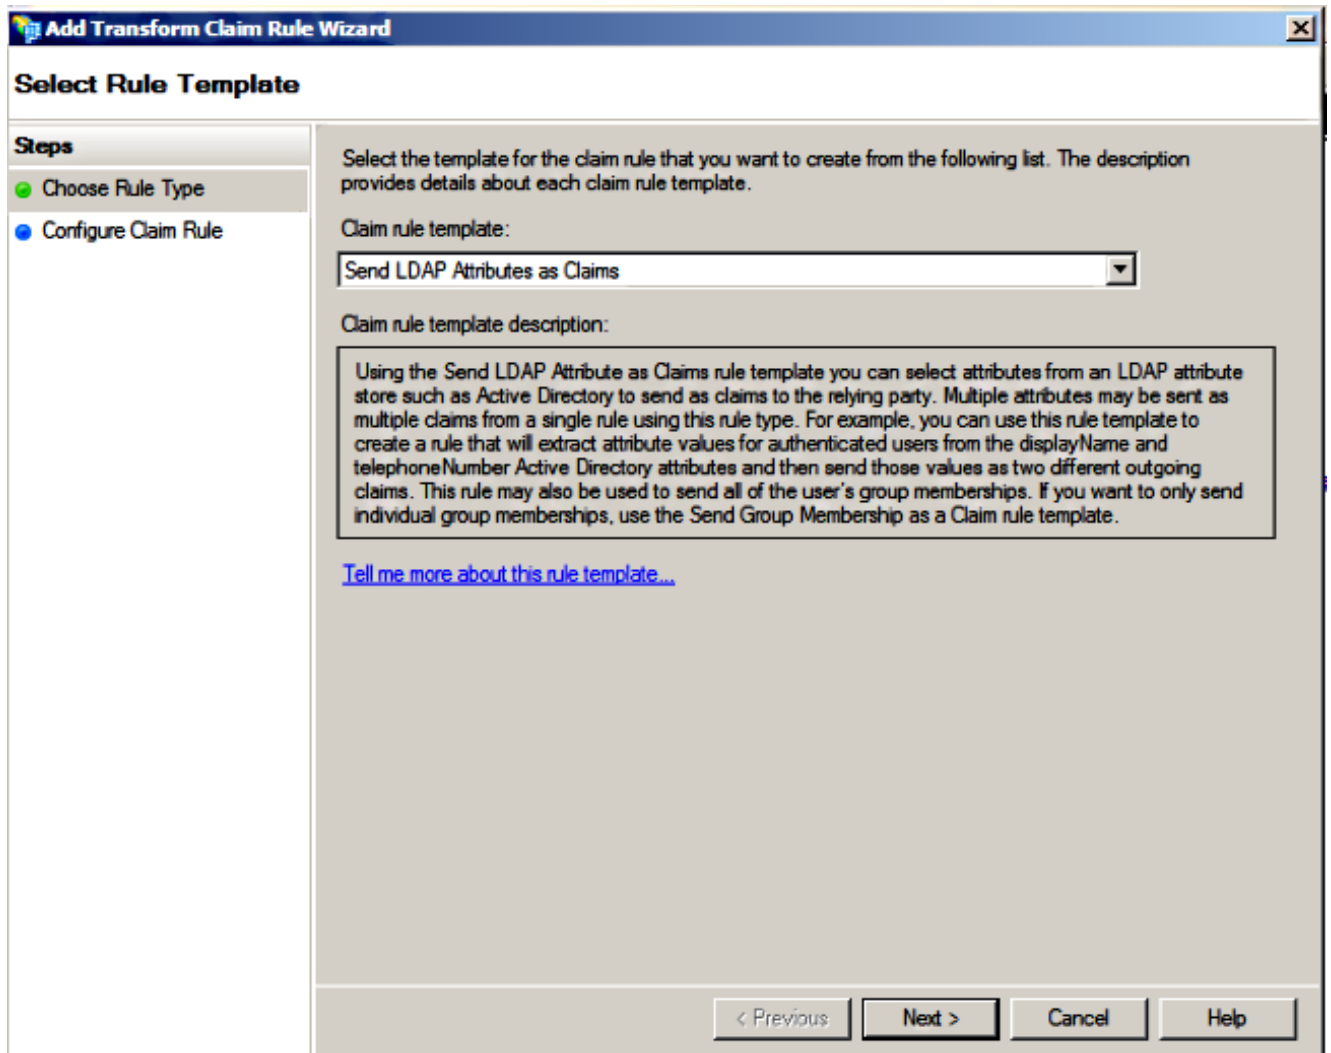 Add Transform Claim Rule Wizard
Select Rule Template
Steps
Choose Rule Type
Configure Claim Rule
Select the template for the claim rule that you want to create from the following list. The description
provides details about each claim rule template.
Claim rule template:
Send LDAP Attributes as Claims
Claim rule template description:
Using the Send LDAP Attribute as Claims rule template you can select attributes from an LDAP attribute
store such as Active Directory to send as claims to the relying party. Multiple attributes may be sent as
multiple claims from a single rule using this rule type. For example, you can use this rule template to
create a rule that will extract attribute values for authenticated users from the displayName and
telephoneNumber Active Directory attributes and then send those values as two different outgoing
claims. This rule may also be used to send all of the user's group memberships. If you want to only send
individual group memberships, use the Send Group Membership as a Claim rule template.
Tell me more about this rule template...
< Previous
Next >
Cancel
Help